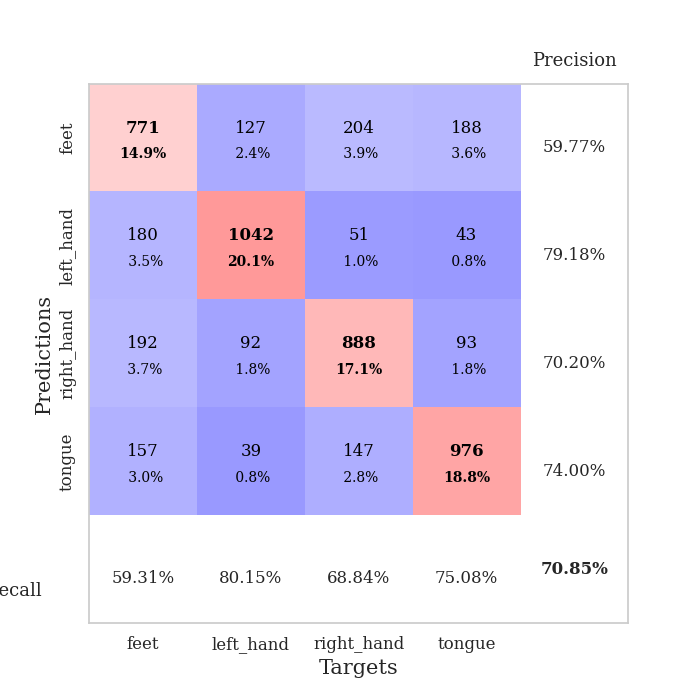 Precision
feet 771 127 204 188 59.77%
14.9% 2.4% 3.9% 3.6%
left_hand 180 1042 51 43 79.18%
3.5% 20.1% 1.0% 0.8%
Predictions
right_hand 192 92 888 93 70.20%
3.7% 1.8% 17.1% 1.8%
tongue 157 39 147 976 74.00%
3.0% 0.8% 2.8% 18.8%
ecall 59.31% 80.15% 68.84% 75.08% 70.85%
feet left_hand right_hand tongue
Targets